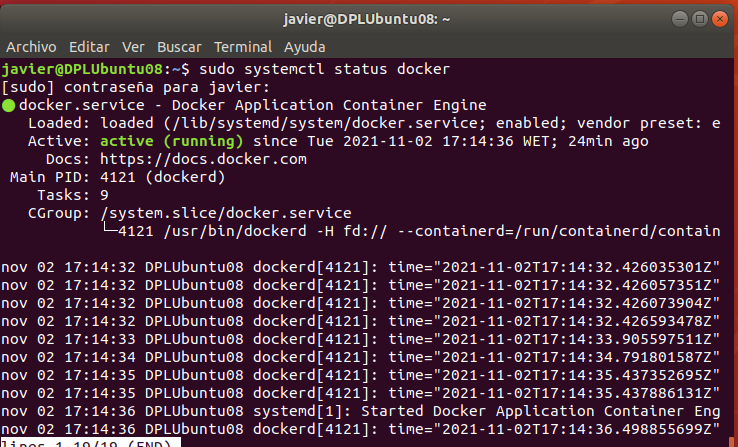 javier@DPLUbuntu08: ~
Archivo Editar Ver Buscar Terminal Ayuda
javier@DPLUbuntu08:~$ sudo systemctl status docker
[sudo] contraseña para javier:
● docker.service - Docker Application Container Engine
   Loaded: loaded (/lib/systemd/system/docker.service; enabled; vendor preset: e
   Active: active (running) since Tue 2021-11-02 17:14:36 WET; 24min ago
     Docs: https://docs.docker.com
 Main PID: 4121 (dockerd)
    Tasks: 9
   CGroup: /system.slice/docker.service
           └─4121 /usr/bin/dockerd -H fd:// --containerd=/run/containerd/contain
nov 02 17:14:32 DPLUbuntu08 dockerd[4121]: time="2021-11-02T17:14:32.426035301Z"
nov 02 17:14:32 DPLUbuntu08 dockerd[4121]: time="2021-11-02T17:14:32.426057351Z"
nov 02 17:14:32 DPLUbuntu08 dockerd[4121]: time="2021-11-02T17:14:32.426073904Z"
nov 02 17:14:32 DPLUbuntu08 dockerd[4121]: time="2021-11-02T17:14:32.426593478Z"
nov 02 17:14:33 DPLUbuntu08 dockerd[4121]: time="2021-11-02T17:14:33.905597511Z"
nov 02 17:14:34 DPLUbuntu08 dockerd[4121]: time="2021-11-02T17:14:34.791801587Z"
nov 02 17:14:35 DPLUbuntu08 dockerd[4121]: time="2021-11-02T17:14:35.437352695Z"
nov 02 17:14:35 DPLUbuntu08 dockerd[4121]: time="2021-11-02T17:14:35.437886131Z"
nov 02 17:14:36 DPLUbuntu08 systemd[1]: Started Docker Application Container Eng
nov 02 17:14:36 DPLUbuntu08 dockerd[4121]: time="2021-11-02T17:14:36.498855699Z"
lines 1-19/19 (END)